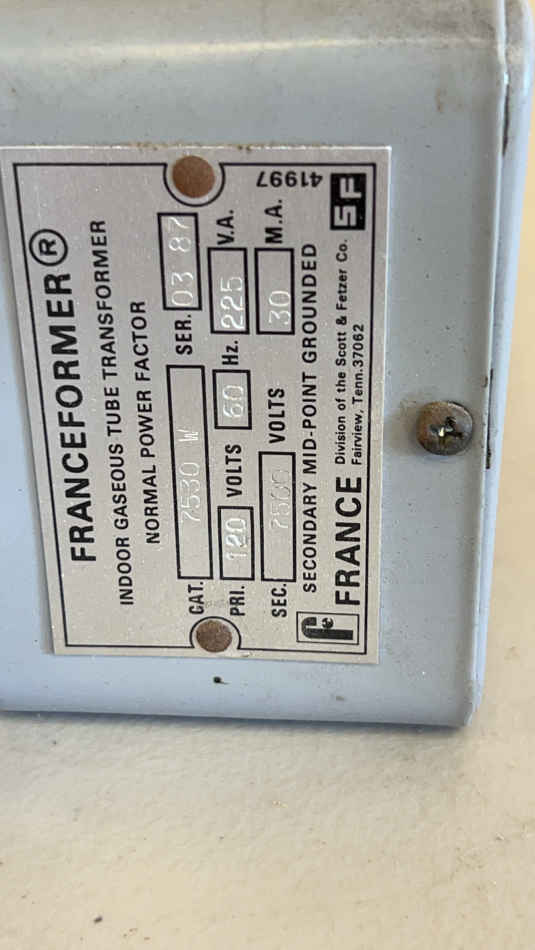 FRANCEFORMER®
INDOOR GASEOUS TUBE TRANSFORMER
NORMAL POWER FACTOR
CAT. 7530 W SER. 03 87
PRI. 120 VOLTS 60 Hz. 225 V.A.
SEC. 7500 VOLTS 30 M.A.
SECONDARY MID-POINT GROUNDED
FRANCE Division of the Scott & Fetzer Co.
Fairview, Tenn. 37062
SF
41997